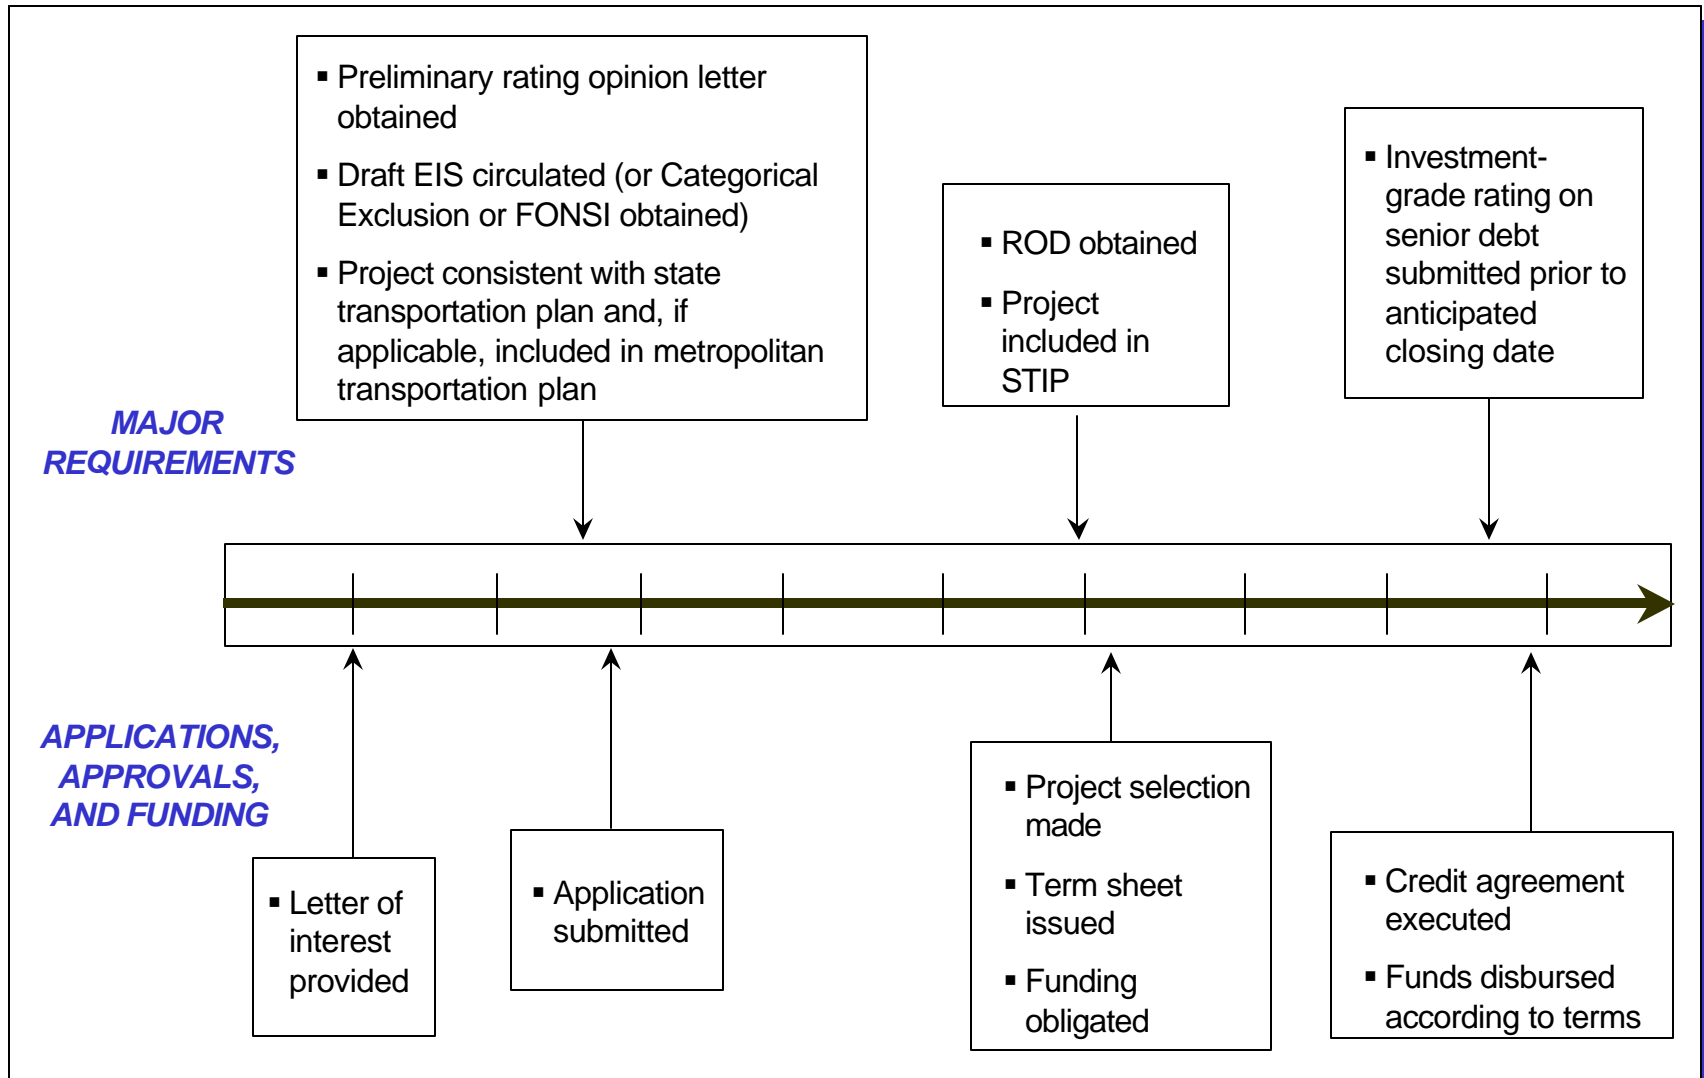 ▪ Preliminary rating opinion letter
obtained
▪ Draft EIS circulated (or Categorical
Exclusion or FONSI obtained)
▪ Project consistent with state
transportation plan and, if
applicable, included in metropolitan
transportation plan
▪ ROD obtained
▪ Project
included in
STIP
▪ Investment-
grade rating on
senior debt
submitted prior to
anticipated
closing date
MAJOR
REQUIREMENTS
APPLICATIONS,
APPROVALS,
AND FUNDING
▪ Letter of
interest
provided
▪ Application
submitted
▪ Project selection
made
▪ Term sheet
issued
▪ Funding
obligated
▪ Credit agreement
executed
▪ Funds disbursed
according to terms